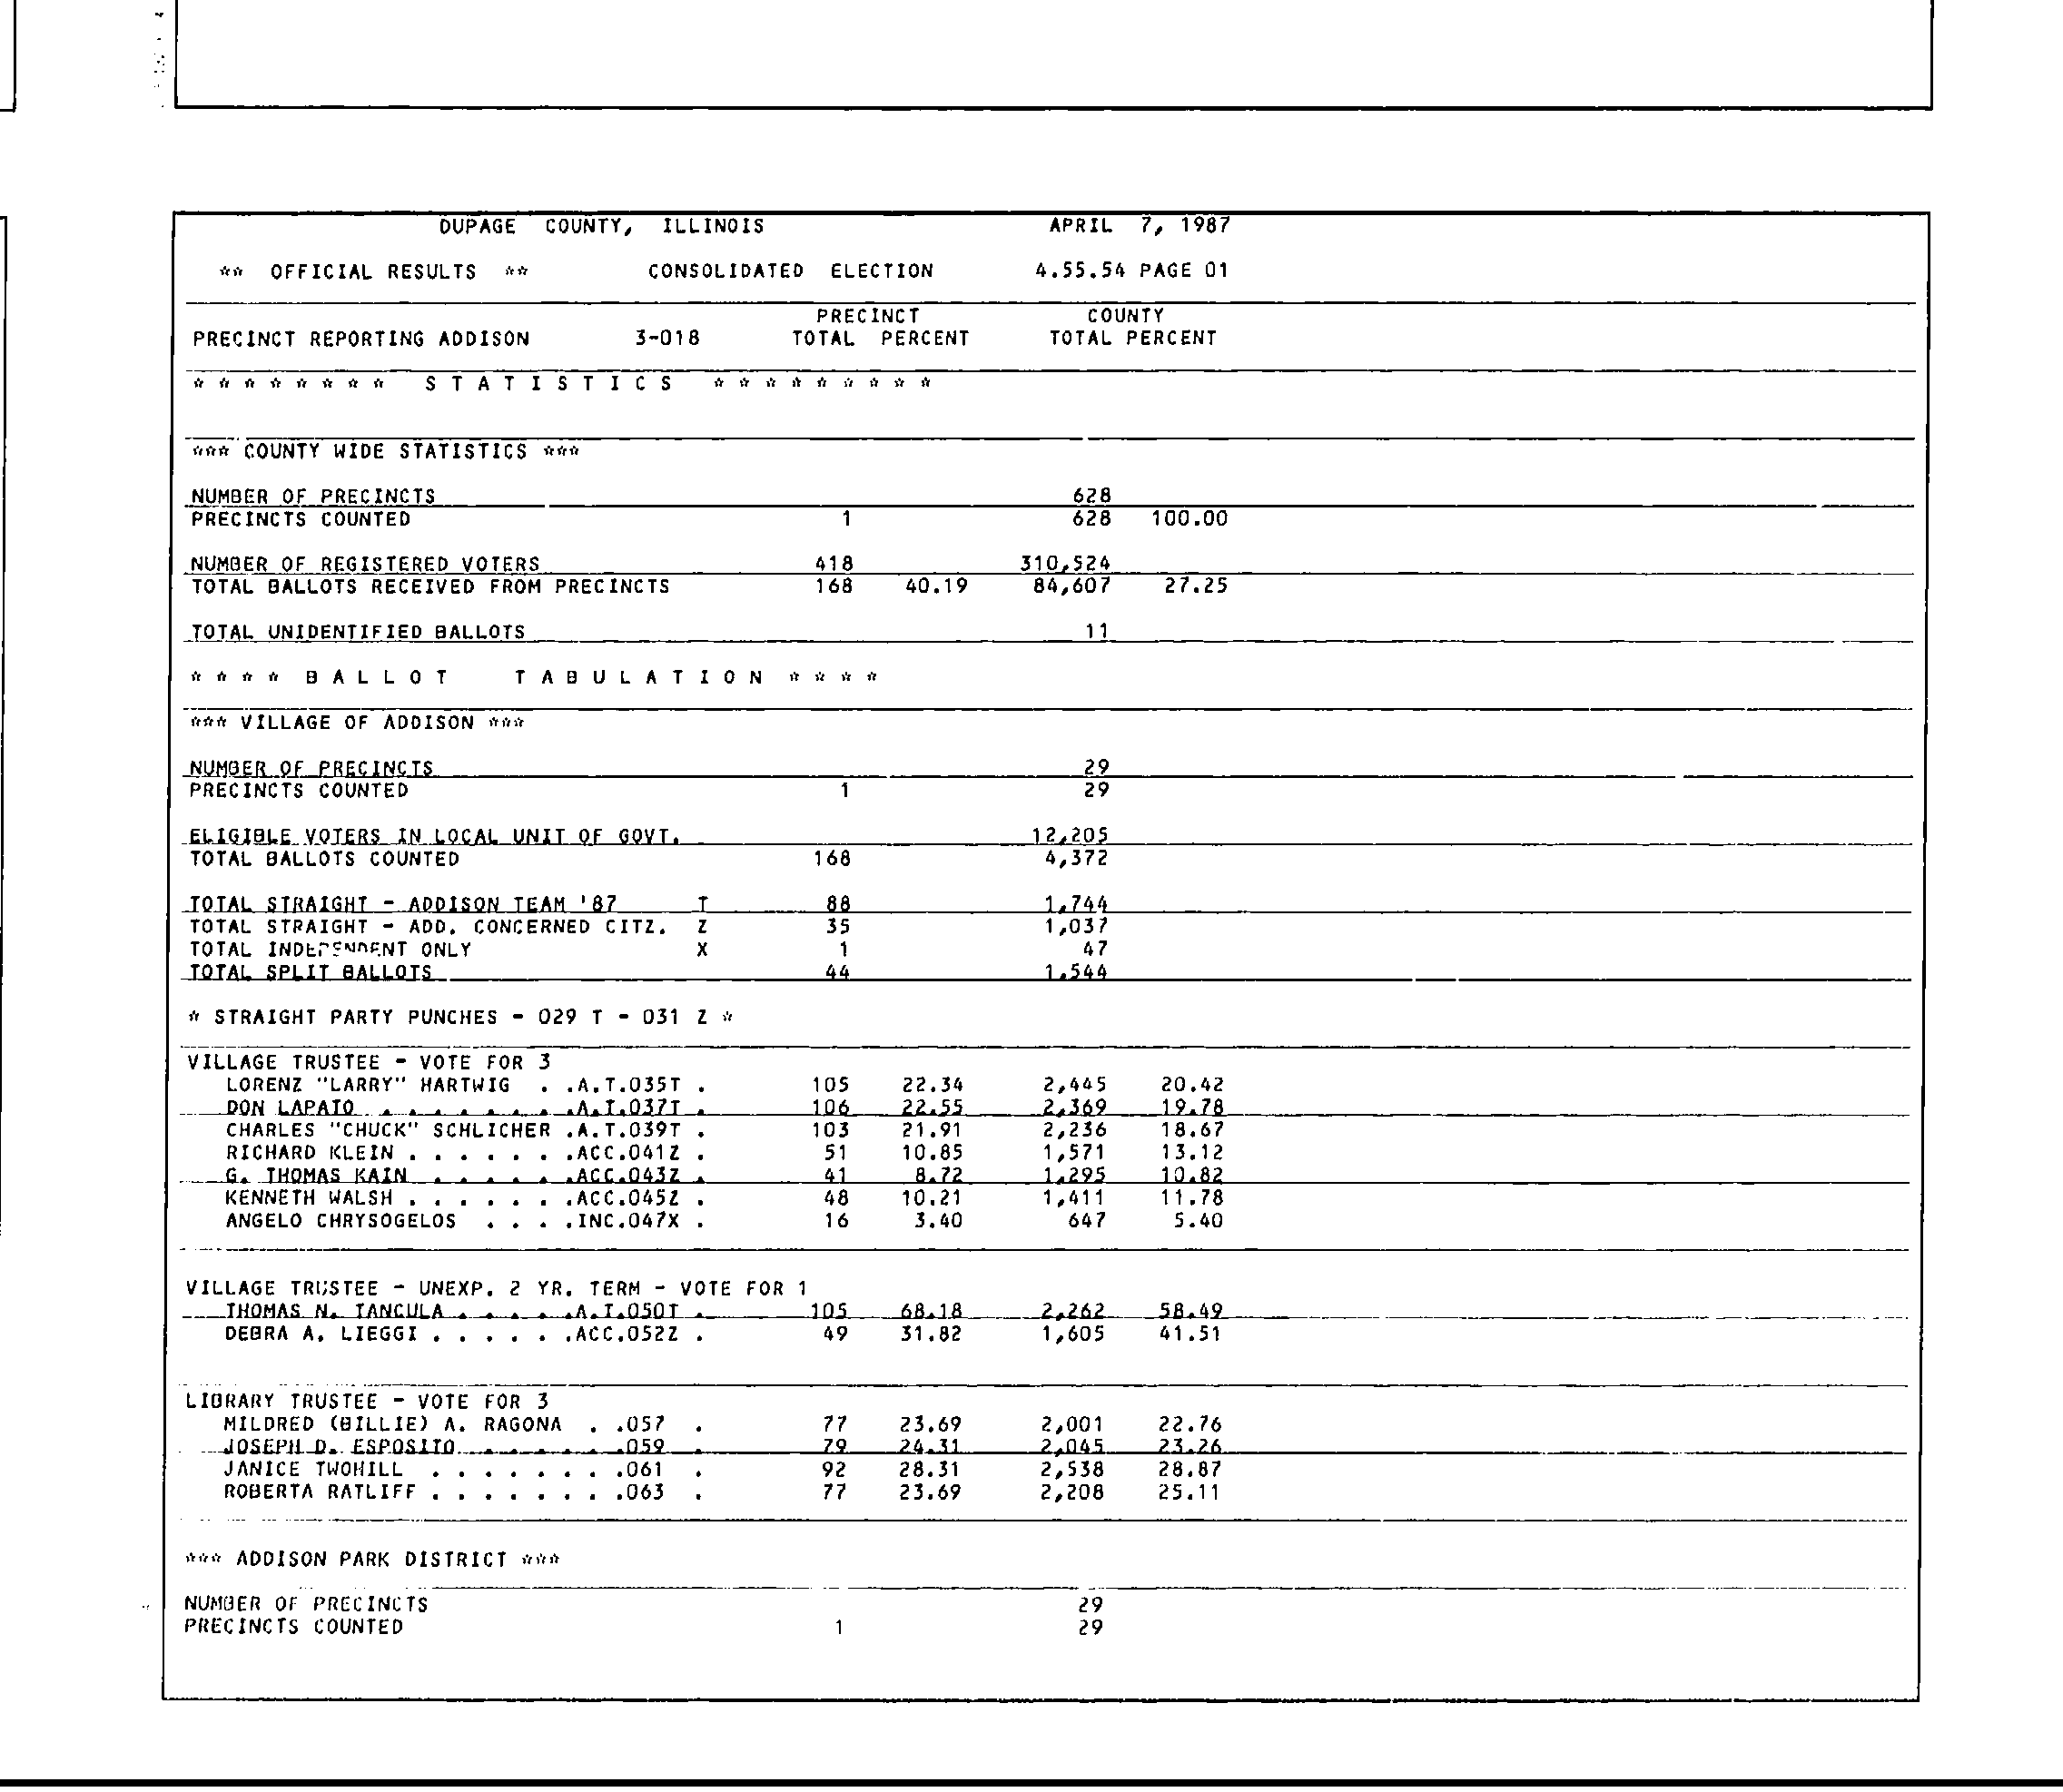 DUPAGE COUNTY, ILLINOIS APRIL 7, 1987
** OFFICIAL RESULTS ** CONSOLIDATED ELECTION 4.55.54 PAGE 01
PRECINCT COUNTY
PRECINCT REPORTING ADDISON 3-018 TOTAL PERCENT TOTAL PERCENT
* * * * * * * * S T A T I S T I C S * * * * * * * * *
*** COUNTY WIDE STATISTICS ***
NUMBER OF PRECINCTS 628
PRECINCTS COUNTED 1 628 100.00
NUMBER OF REGISTERED VOTERS 418 310,524
TOTAL BALLOTS RECEIVED FROM PRECINCTS 168 40.19 84,607 27.25
TOTAL UNIDENTIFIED BALLOTS 11
* * * * B A L L O T T A B U L A T I O N * * * *
*** VILLAGE OF ADDISON ***
NUMBER OF PRECINCTS 29
PRECINCTS COUNTED 1 29
ELIGIBLE VOTERS IN LOCAL UNIT OF GOVT. 12,205
TOTAL BALLOTS COUNTED 168 4,372
TOTAL STRAIGHT - ADDISON TEAM '87 T 88 1,744
TOTAL STRAIGHT - ADD. CONCERNED CITZ. Z 35 1,037
TOTAL INDEPENDENT ONLY X 1 47
TOTAL SPLIT BALLOTS 44 1,544
* STRAIGHT PARTY PUNCHES - 029 T - 031 Z *
VILLAGE TRUSTEE - VOTE FOR 3
LORENZ "LARRY" HARTWIG . .A.T.035T . 105 22.34 2,445 20.42
DON LAPATO . . . . . . . .A.T.037T . 106 22.55 2,369 19.78
CHARLES "CHUCK" SCHLICHER .A.T.039T . 103 21.91 2,236 18.67
RICHARD KLEIN . . . . . . .ACC.041Z . 51 10.85 1,571 13.12
G. THOMAS KAIN . . . . . .ACC.043Z . 41 8.72 1,295 10.82
KENNETH WALSH . . . . . . .ACC.045Z . 48 10.21 1,411 11.78
ANGELO CHRYSOGELOS . . . .INC.047X . 16 3.40 647 5.40
VILLAGE TRUSTEE - UNEXP. 2 YR. TERM - VOTE FOR 1
THOMAS N. TANCULA . . . . .A.T.050T . 105 68.18 2,262 58.49
DEBRA A. LIEGGI . . . . . .ACC.052Z . 49 31.82 1,605 41.51
LIBRARY TRUSTEE - VOTE FOR 3
MILDRED (BILLIE) A. RAGONA . .057 . 77 23.69 2,001 22.76
JOSEPH D. ESPOSITO . . . . . . .059 . 79 24.31 2,045 23.26
JANICE TWOHILL . . . . . . . .061 . 92 28.31 2,538 28.87
ROBERTA RATLIFF . . . . . . . .063 . 77 23.69 2,208 25.11
*** ADDISON PARK DISTRICT ***
NUMBER OF PRECINCTS 29
PRECINCTS COUNTED 1 29